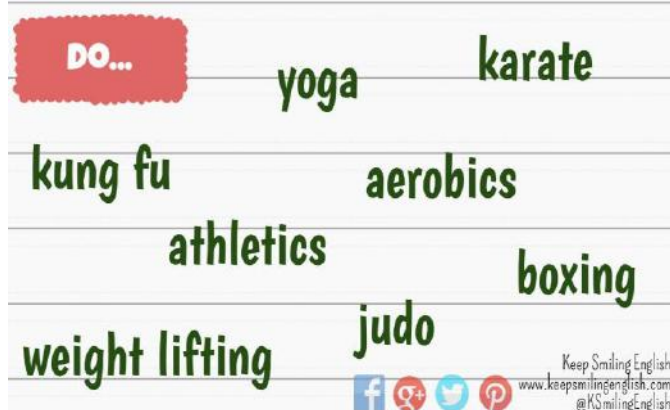 DO...
yoga
karate
kung fu
aerobics
athletics
boxing
judo
weight lifting
Keep Smiling English
www.keepsmilingenglish.com
@KSmilingEnglish